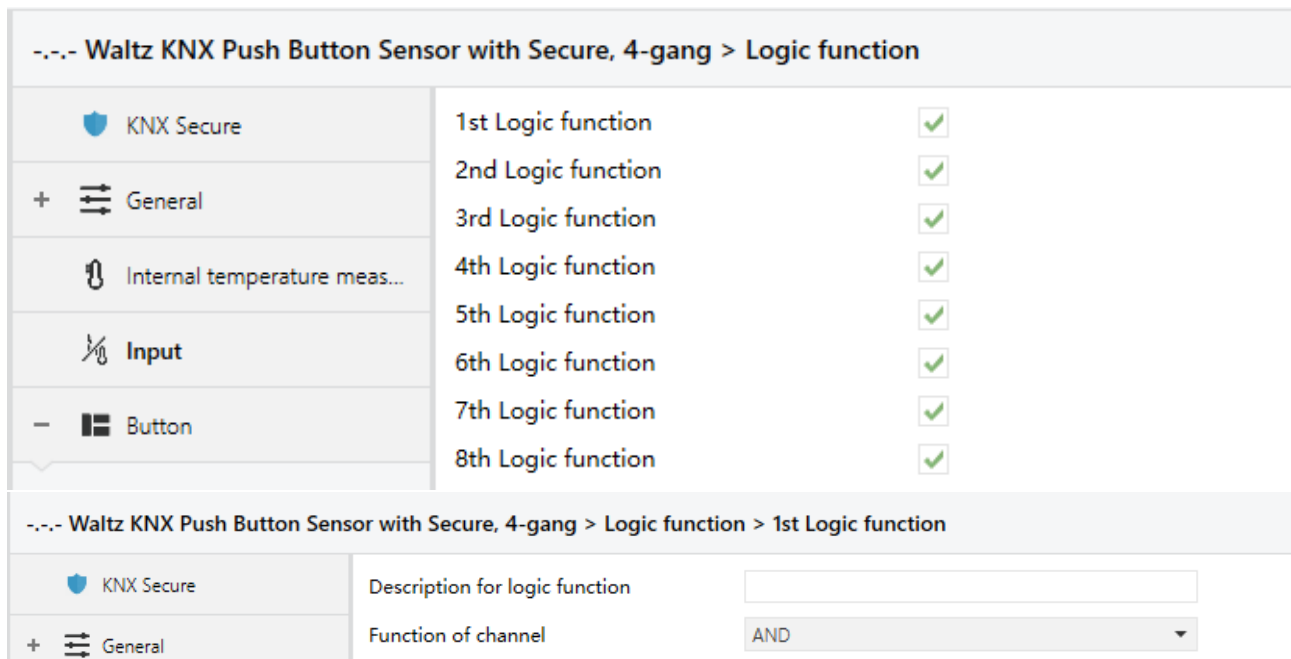 -.-.- Waltz KNX Push Button Sensor with Secure, 4-gang > Logic function
KNX Secure
+ General
Internal temperature meas...
Input
− Button
1st Logic function
2nd Logic function
3rd Logic function
4th Logic function
5th Logic function
6th Logic function
7th Logic function
8th Logic function
-.-.- Waltz KNX Push Button Sensor with Secure, 4-gang > Logic function > 1st Logic function
KNX Secure
+ General
Description for logic function
Function of channel AND